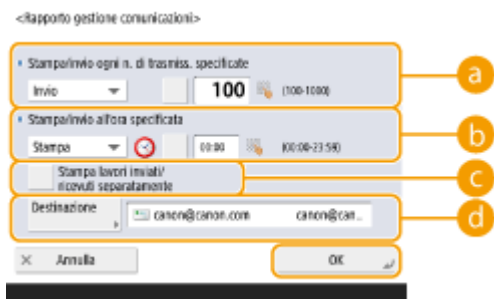 <Rapporto gestione comunicazioni>
Stampa/invio ogni n. di trasmiss. specificate
Invio 100 (100-1000)
a
Stampa/invio all'ora specificata
Stampa 00:00 (00:00-23:59)
b
Stampa lavori inviati/
ricevuti separatamente
c
Destinazione canon@canon.com canon@can...
d
× Annulla OK